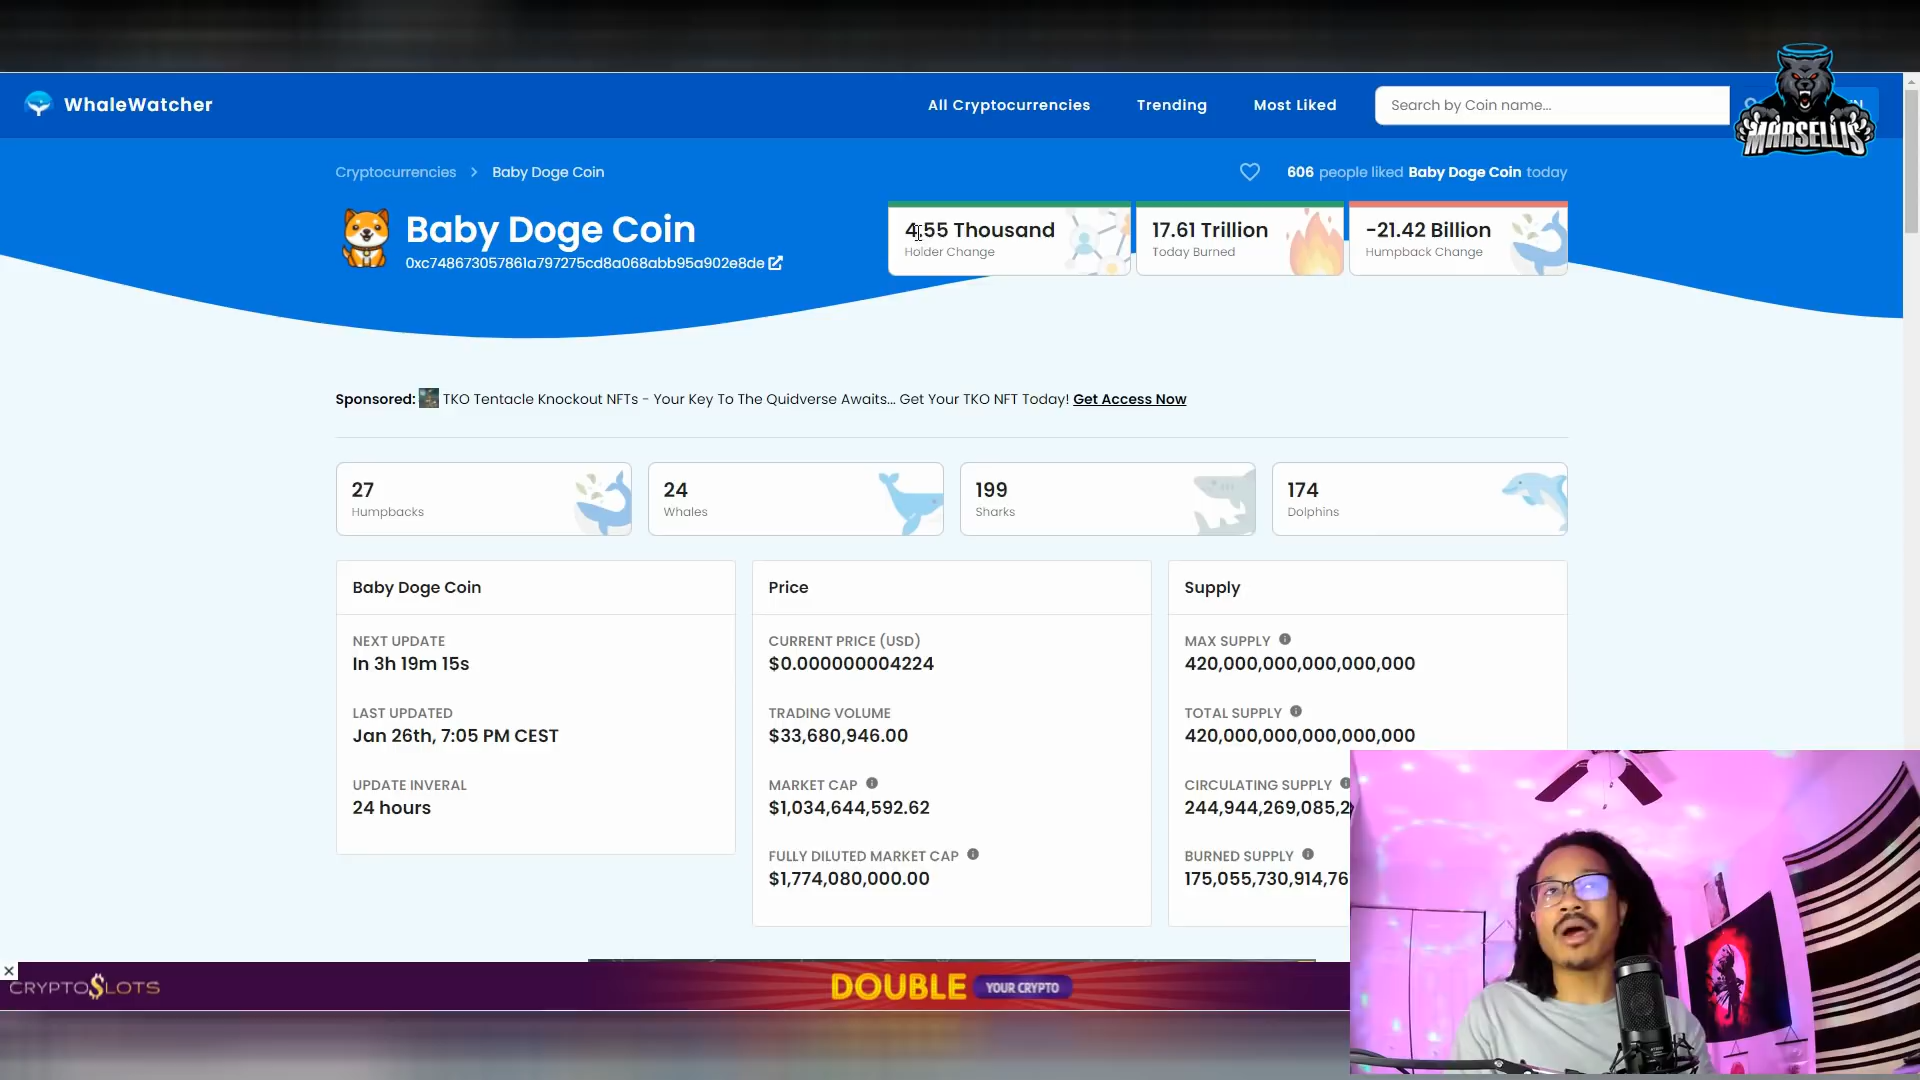 WhaleWatcher
All Cryptocurrencies
Trending
Most Liked
Search by Coin name...
MARSELLIS
Cryptocurrencies > Baby Doge Coin
606 people liked Baby Doge Coin today
Baby Doge Coin
0xc748673057861a797275cd8a068abb95a902e8de
4.55 Thousand
Holder Change
17.61 Trillion
Today Burned
-21.42 Billion
Humpback Change
Sponsored: TKO Tentacle Knockout NFTs - Your Key To The Quidverse Awaits... Get Your TKO NFT Today! Get Access Now
27
Humpbacks
24
Whales
199
Sharks
174
Dolphins
Baby Doge Coin
NEXT UPDATE
In 3h 19m 15s
LAST UPDATED
Jan 26th, 7:05 PM CEST
UPDATE INVERAL
24 hours
Price
CURRENT PRICE (USD)
$0.000000004224
TRADING VOLUME
$33,680,946.00
MARKET CAP
$1,034,644,592.62
FULLY DILUTED MARKET CAP
$1,774,080,000.00
Supply
MAX SUPPLY
420,000,000,000,000,000
TOTAL SUPPLY
420,000,000,000,000,000
CIRCULATING SUPPLY
244,944,269,085,2
BURNED SUPPLY
175,055,730,914,76
CRYPTO$LOTS
DOUBLE YOUR CRYPTO